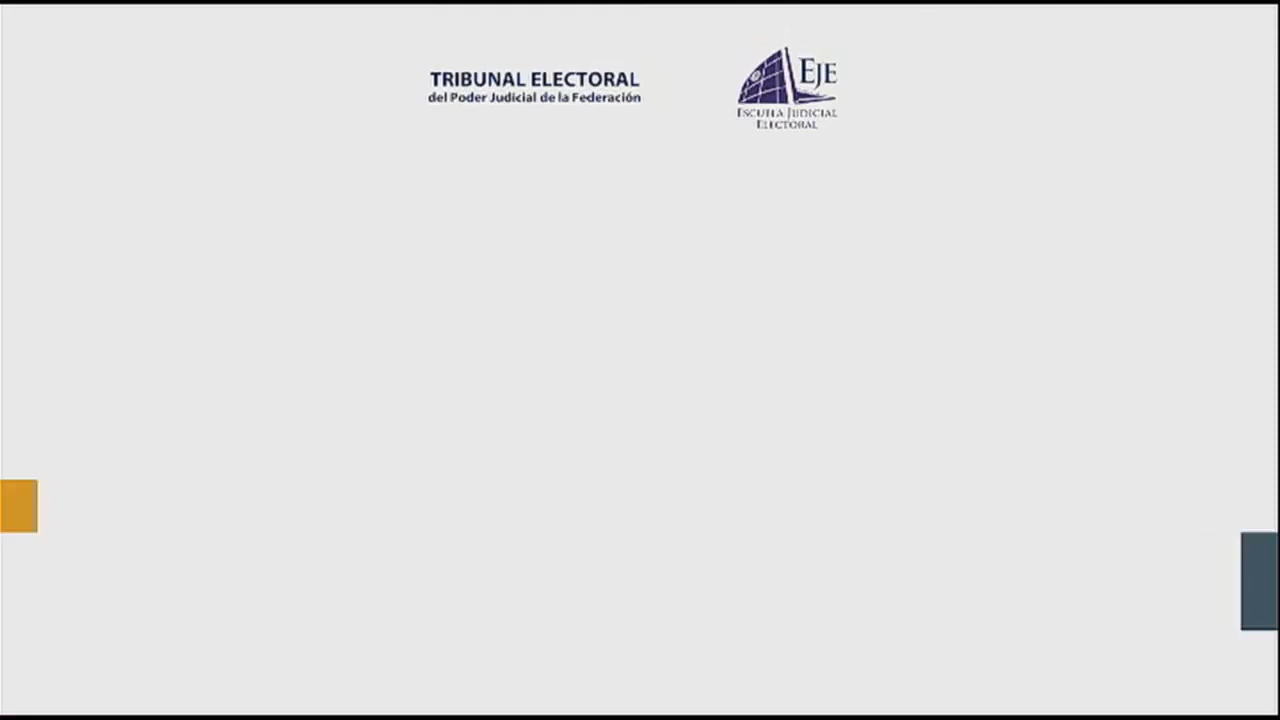 TRIBUNAL ELECTORAL
del Poder Judicial de la Federación
EJE
ESCUELA JUDICIAL
ELECTORAL